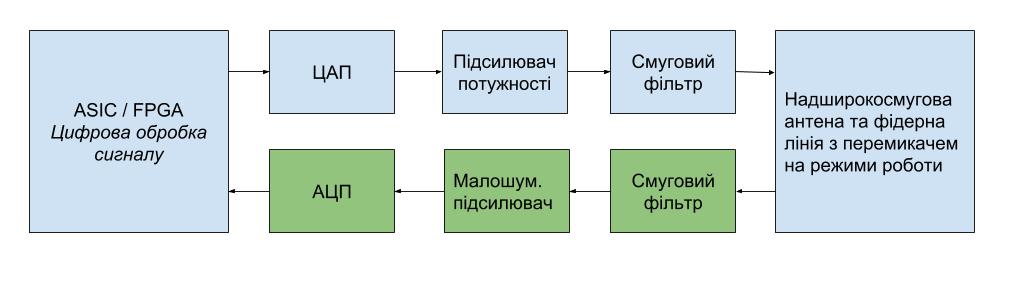 ASIC / FPGA
Цифрова обробка
сигналу
ЦАП
Підсилювач
потужності
Смуговий
фільтр
Надширокосмугова
антена та фідерна
лінія з перемикачем
на режими роботи
АЦП
Малошум.
підсилювач
Смуговий
фільтр